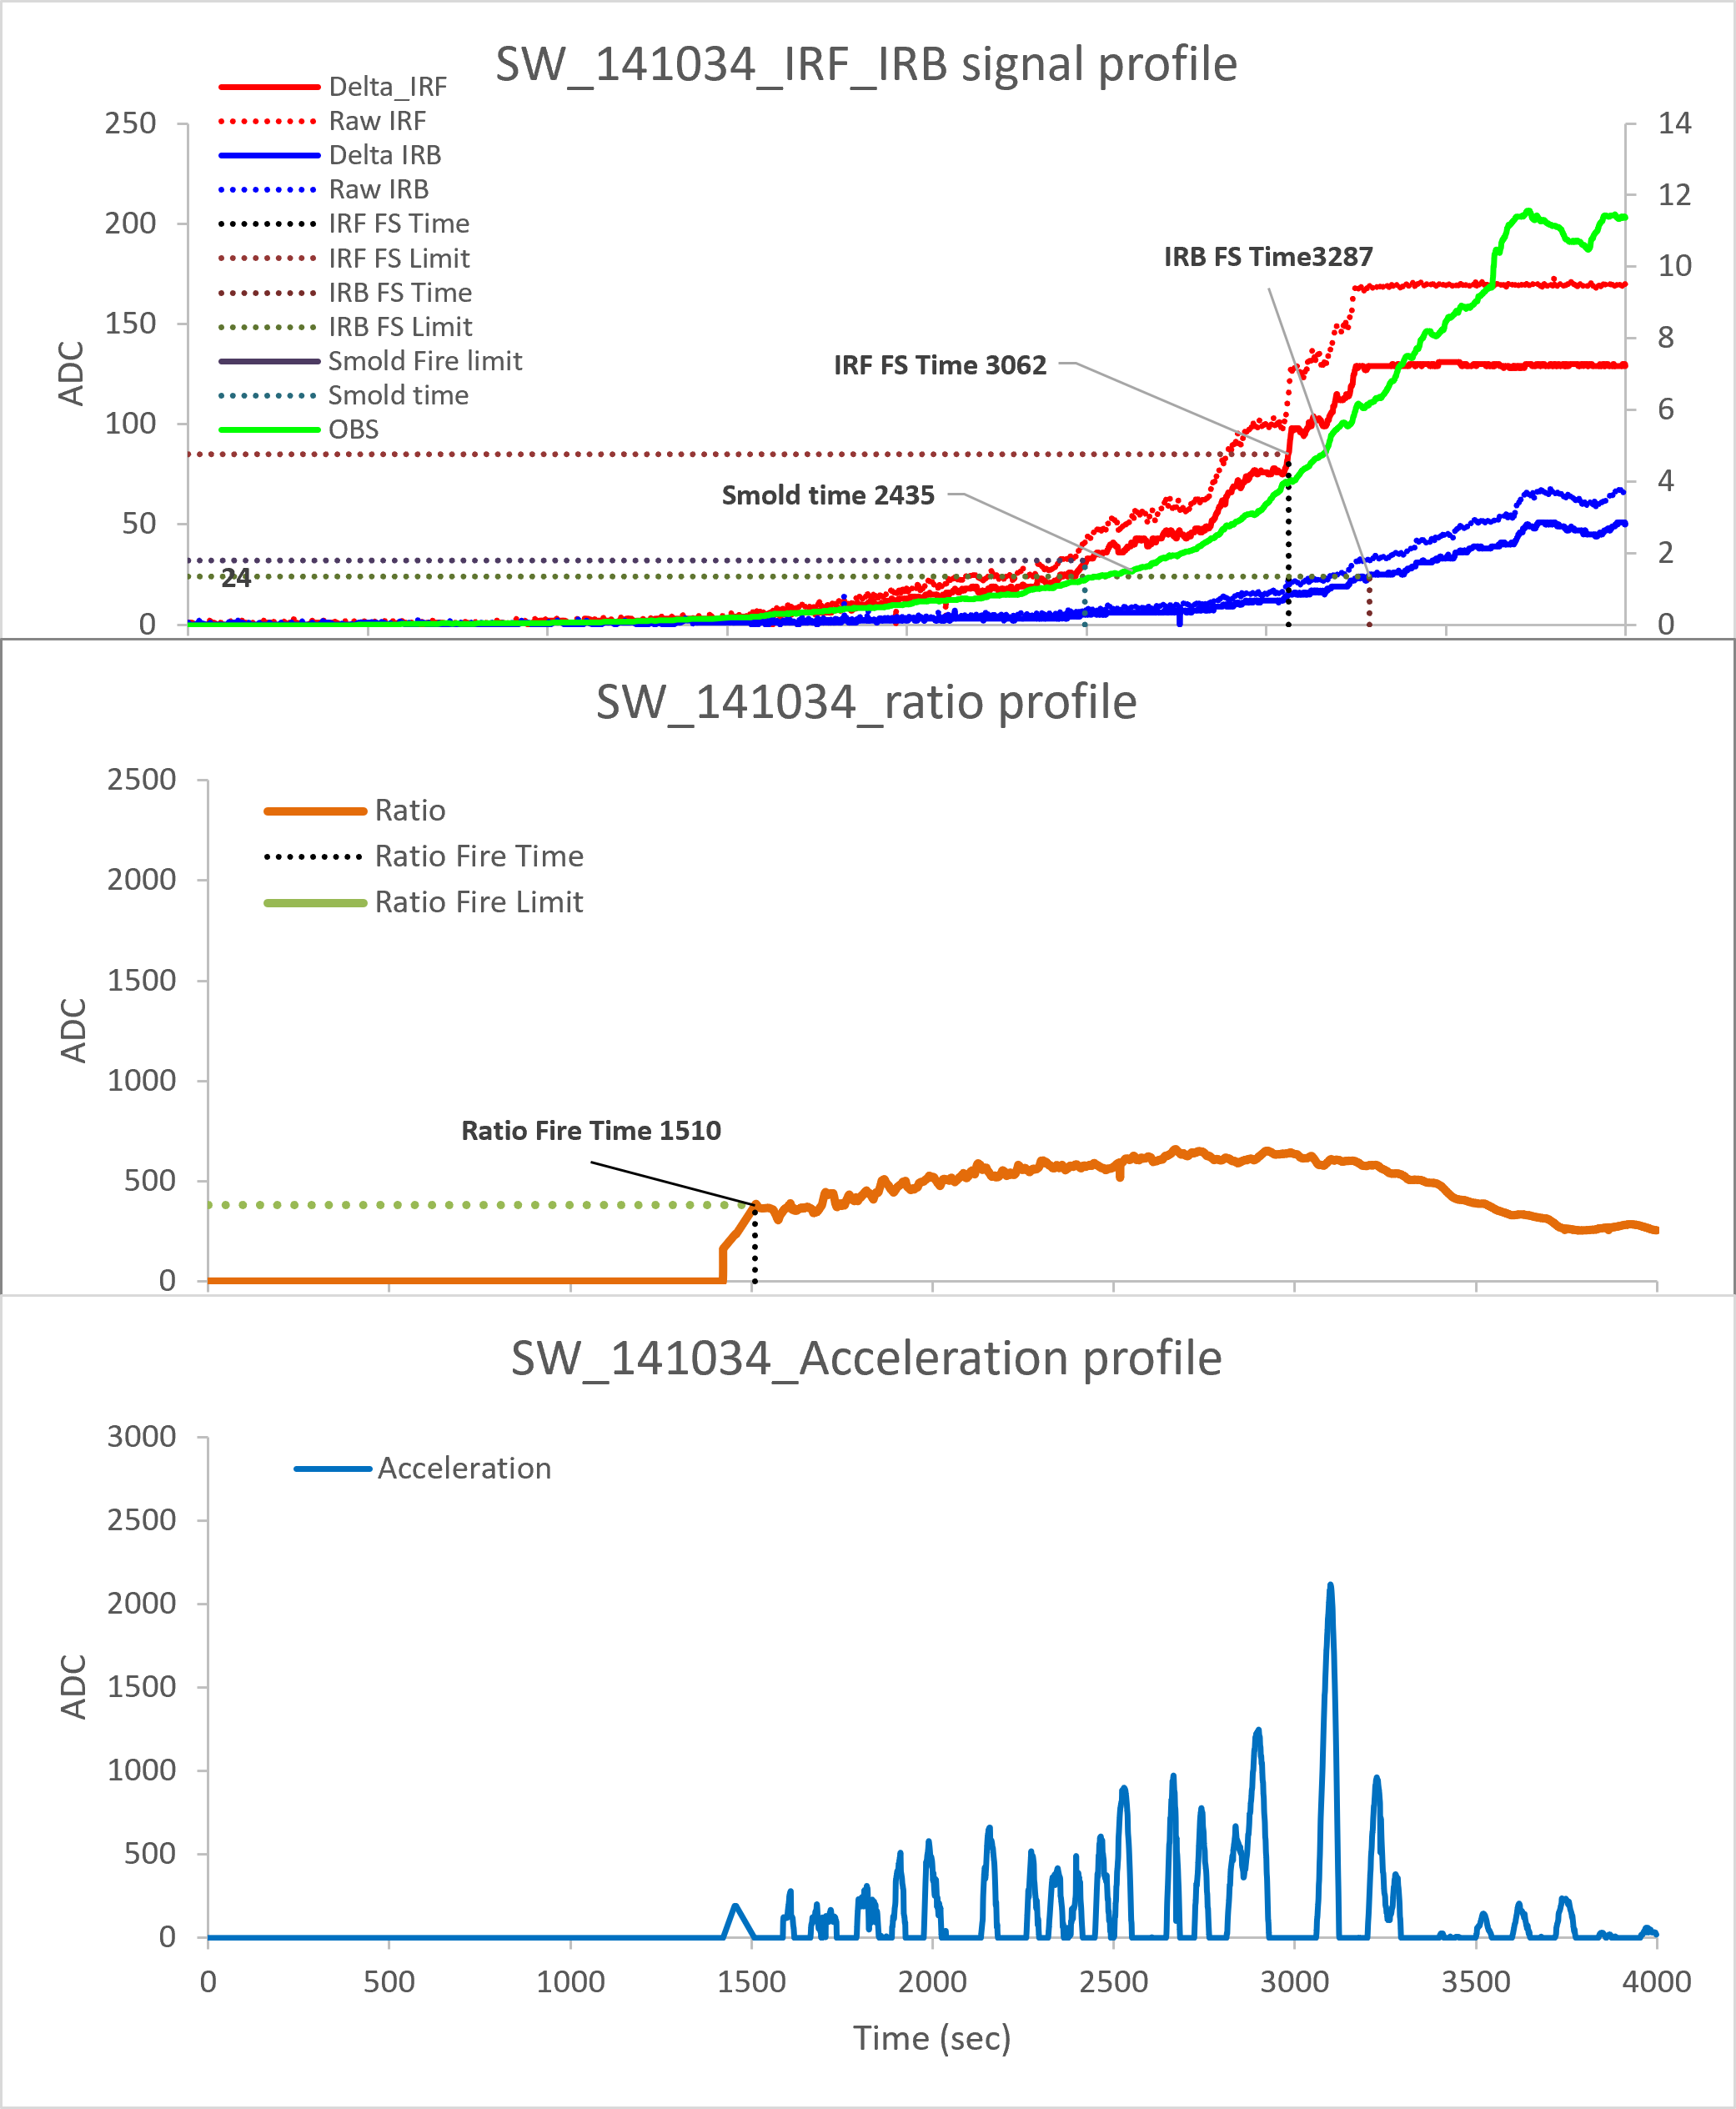 SW_141034_IRF_IRB signal profile
Delta_IRF
Raw IRF
Delta IRB
Raw IRB
IRF FS Time
IRF FS Limit
IRB FS Time
IRB FS Limit
Smold Fire limit
Smold time
OBS
ADC
250
200
150
100
50
0
14
12
10
8
6
4
2
0
IRB FS Time3287
IRF FS Time 3062
Smold time 2435
24
SW_141034_ratio profile
ADC
2500
2000
1500
1000
500
0
Ratio
Ratio Fire Time
Ratio Fire Limit
Ratio Fire Time 1510
SW_141034_Acceleration profile
ADC
3000
2500
2000
1500
1000
500
0
Acceleration
0 500 1000 1500 2000 2500 3000 3500 4000
Time (sec)